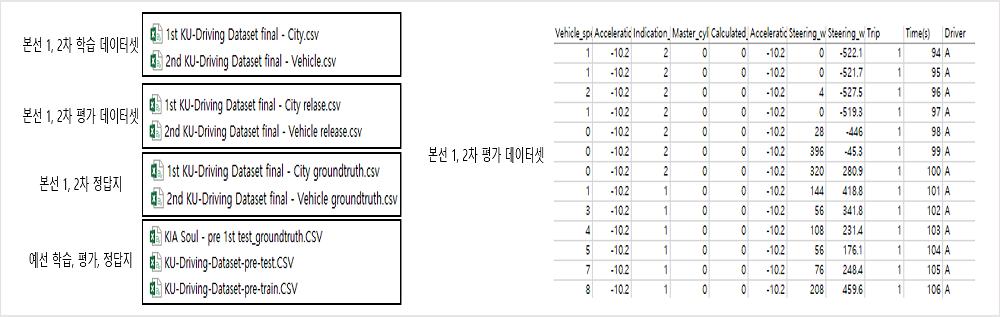 본선 1, 2차 학습 데이터셋
1st KU-Driving Dataset final - City.csv
2nd KU-Driving Dataset final - Vehicle.csv
본선 1, 2차 평가 데이터셋
1st KU-Driving Dataset final - City relase.csv
2nd KU-Driving Dataset final - Vehicle release.csv
본선 1, 2차 정답지
1st KU-Driving Dataset final - City groundtruth.csv
2nd KU-Driving Dataset final - Vehicle groundtruth.csv
예선 학습, 평가, 정답지
KIA Soul - pre 1st test_groundtruth.CSV
KU-Driving-Dataset-pre-test.CSV
KU-Driving-Dataset-pre-train.CSV
본선 1, 2차 평가 데이터셋
Vehicle_spe Acceleratic Indication_ Master_cyli Calculated_ Acceleratic Steering_w Steering_w Trip Time(s) Driver
1 -10.2 2 0 0 -10.2 0 -522.1 1 94 A
1 -10.2 2 0 0 -10.2 0 -521.7 1 95 A
2 -10.2 2 0 0 -10.2 4 -527.5 1 96 A
1 -10.2 2 0 0 -10.2 0 -519.3 1 97 A
0 -10.2 2 0 0 -10.2 28 -446 1 98 A
0 -10.2 2 0 0 -10.2 396 -45.3 1 99 A
0 -10.2 2 0 0 -10.2 320 280.9 1 100 A
1 -10.2 1 0 0 -10.2 144 418.8 1 101 A
3 -10.2 1 0 0 -10.2 56 341.8 1 102 A
4 -10.2 1 0 0 -10.2 108 231.4 1 103 A
5 -10.2 1 0 0 -10.2 56 176.1 1 104 A
7 -10.2 1 0 0 -10.2 76 248.4 1 105 A
8 -10.2 1 0 0 -10.2 208 459.6 1 106 A